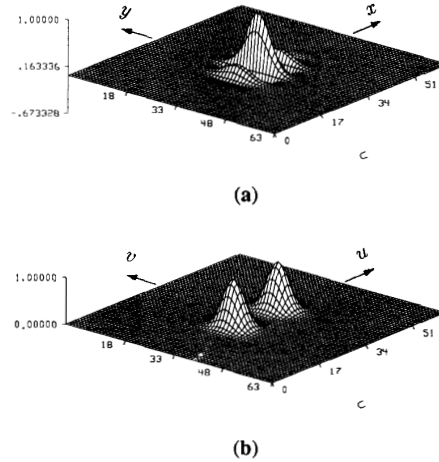 y x
1.00000
.163336
-.673328
18 33 48 63 0 17 34 51
c
(a)
v u
1.00000
0.00000
18 33 48 63 0 17 34 51
c
(b)